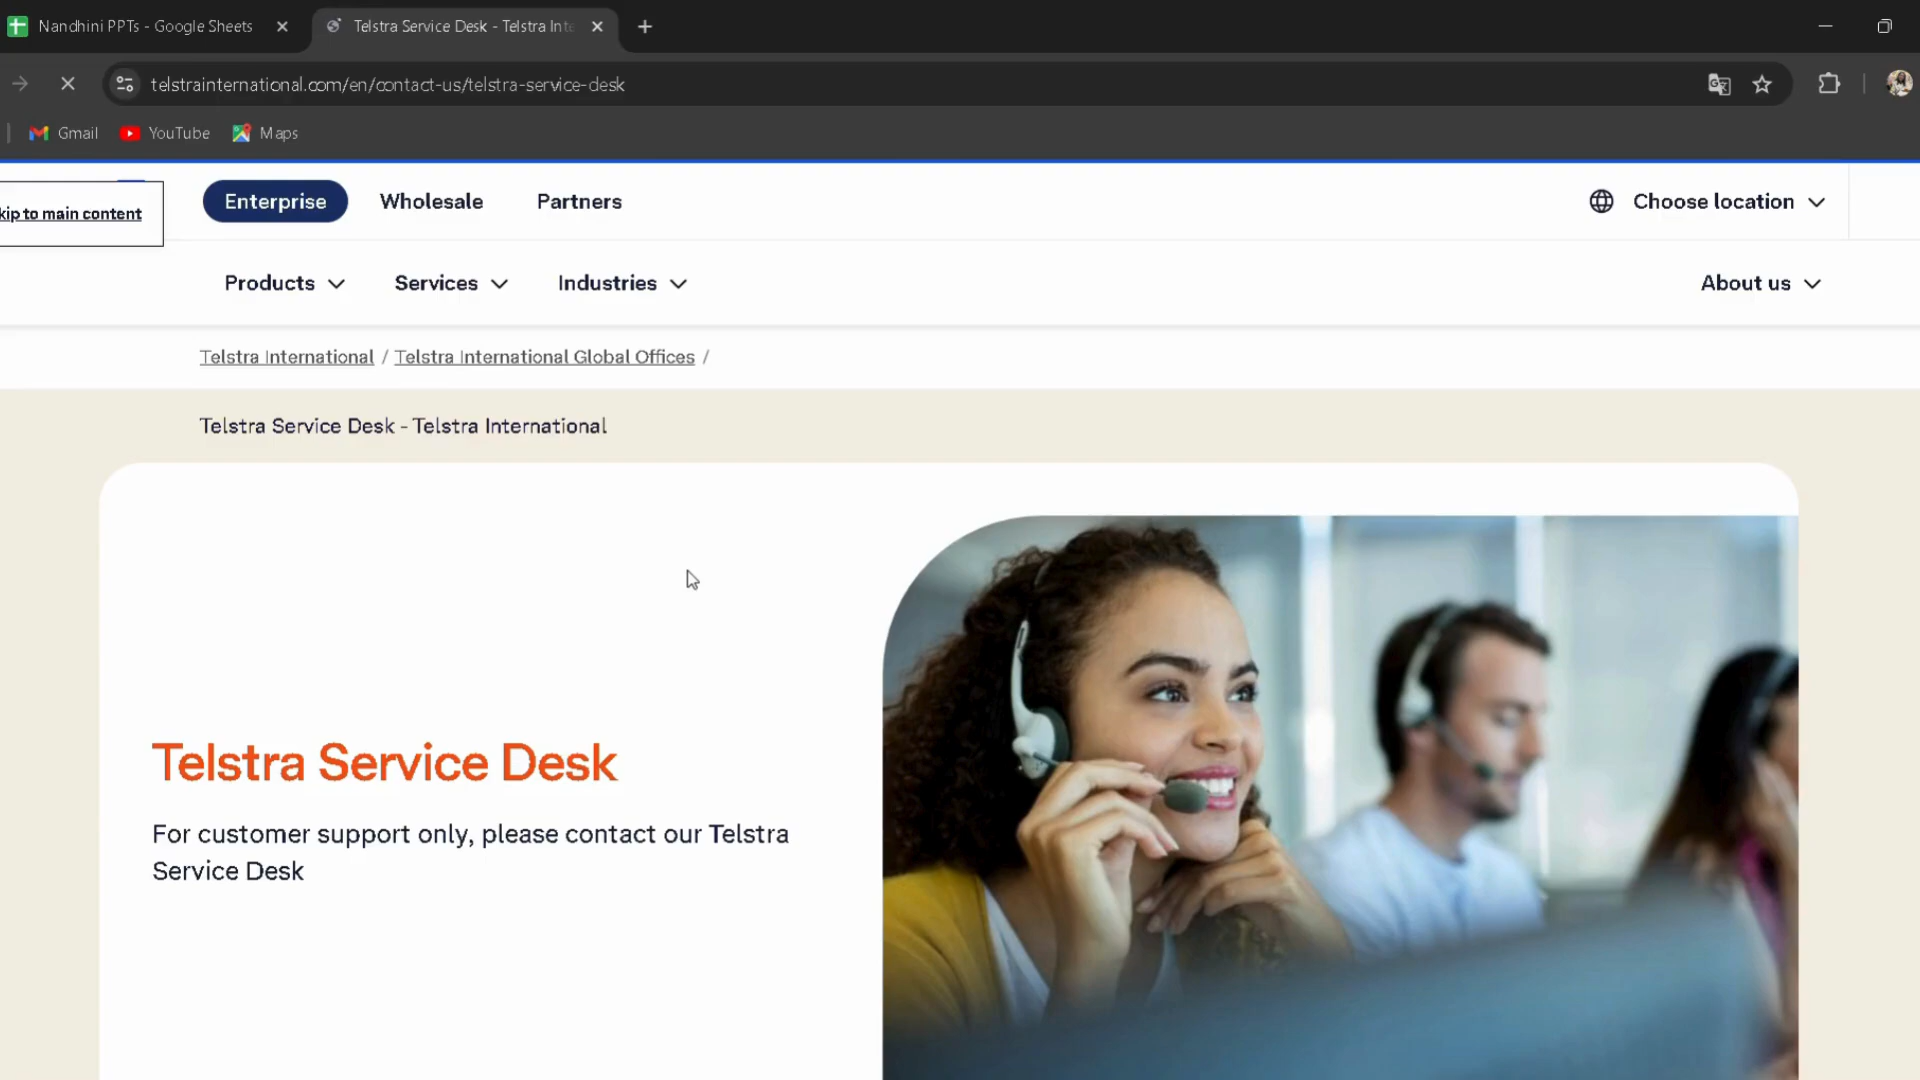 Nandhini PPTs - Google Sheets
Telstra Service Desk - Telstra Inte
telstrainternational.com/en/contact-us/telstra-service-desk
Gmail YouTube Maps
kip to main content
Enterprise Wholesale Partners Choose location
Products Services Industries About us
Telstra International / Telstra International Global Offices /
Telstra Service Desk - Telstra International
Telstra Service Desk
For customer support only, please contact our Telstra
Service Desk